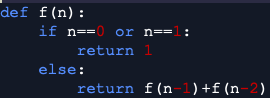 def f(n):
    if n==0 or n==1:
        return 1
    else:
        return f(n-1)+f(n-2)